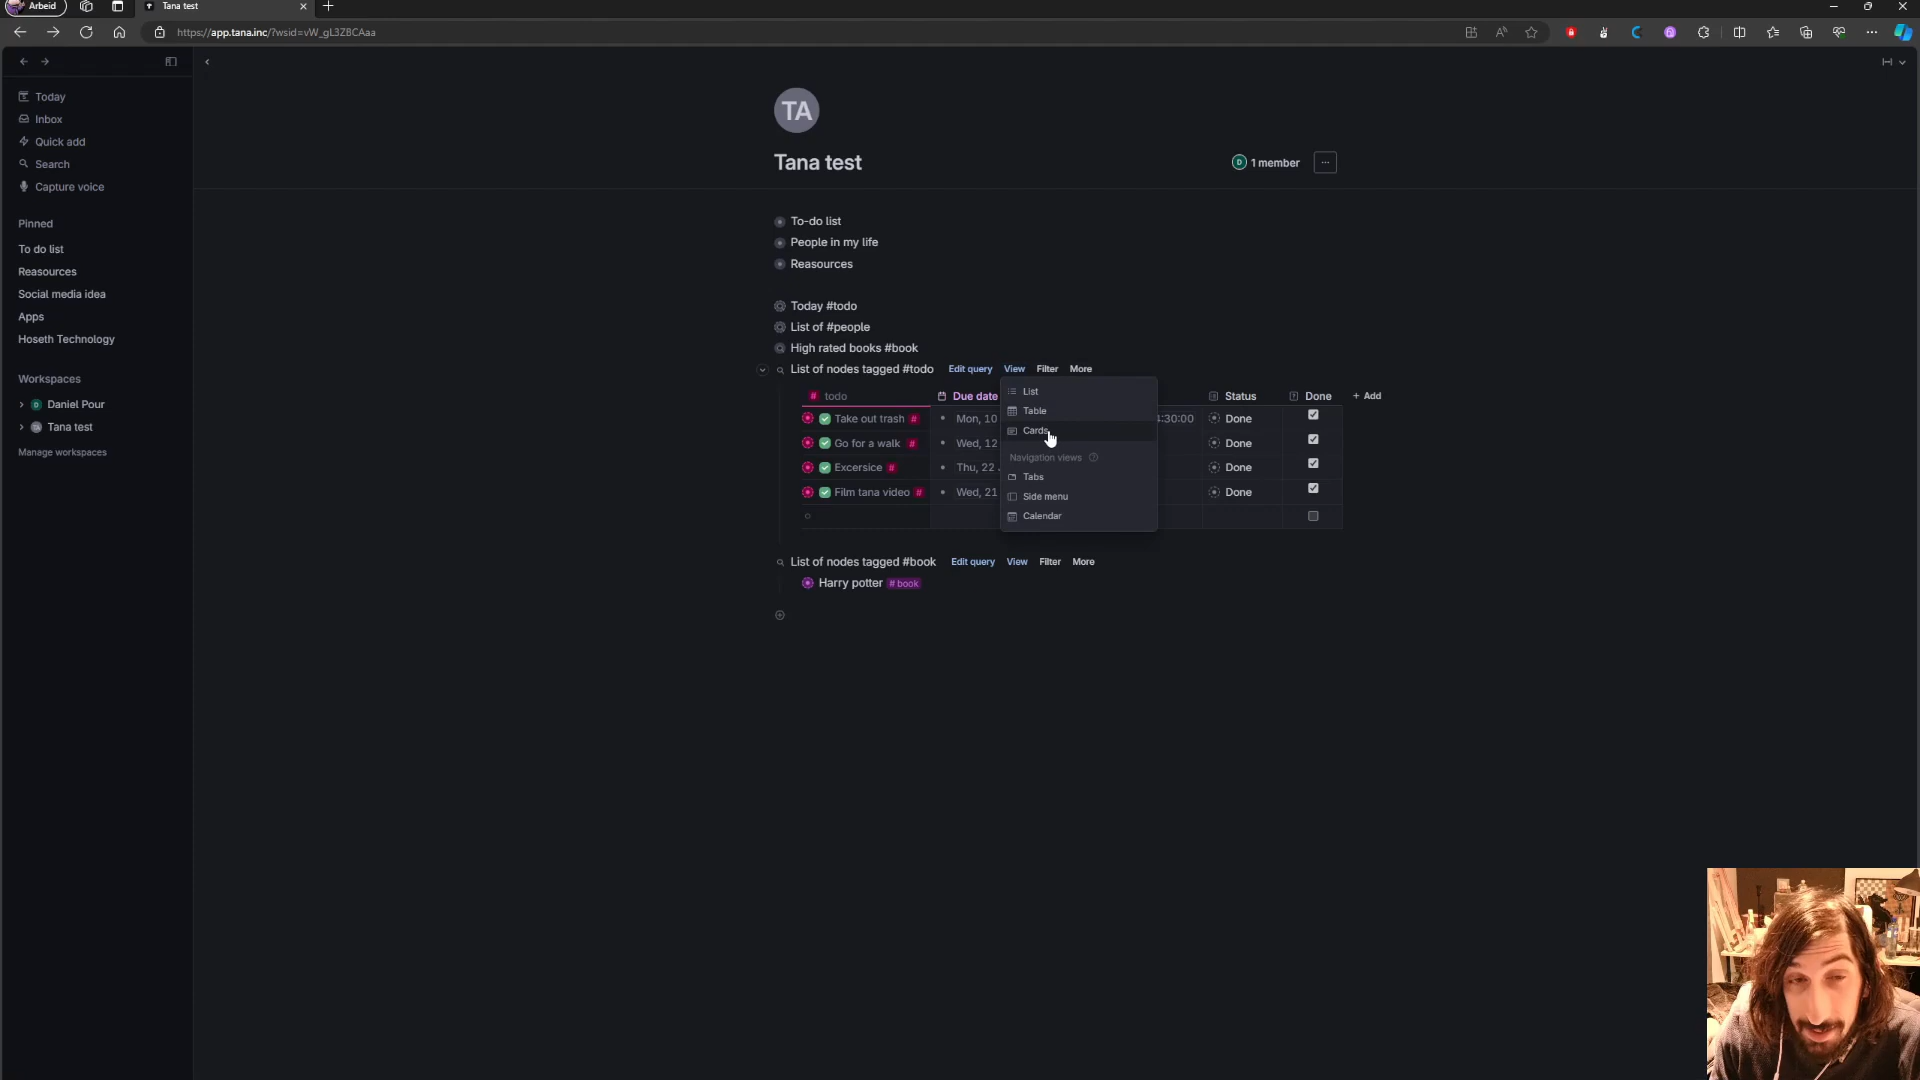 Arbeid
Tana test
https://app.tana.inc/?wsid=vW_gL3ZBCAaa
Today
Inbox
Quick add
Search
Capture voice
Pinned
To do list
Reasources
Social media idea
Apps
Hoseth Technology
Workspaces
D Daniel Pour
Tana test
Manage workspaces
TA
Tana test
D 1 member
To-do list
People in my life
Reasources
Today #todo
List of #people
High rated books #book
List of nodes tagged #todo Edit query View Filter More
# todo Due date Status Done + Add
Take out trash # Mon, 10 :30:00 Done
Go for a walk # Wed, 12 Done
Excersice # Thu, 22 Done
Film tana video # Wed, 21 Done
List
Table
Cards
Navigation views
Tabs
Side menu
Calendar
List of nodes tagged #book Edit query View Filter More
Harry potter # book